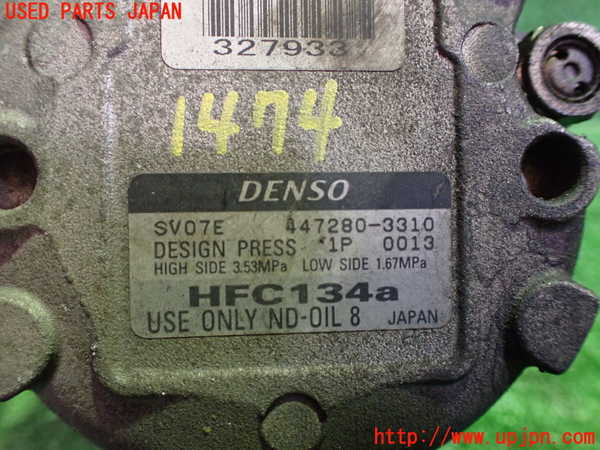 USED PARTS JAPAN
327933
1474
DENSO
SV07E 447280-3310
DESIGN PRESS *1P 0013
HIGH SIDE 3.53MPa LOW SIDE 1.67MPa
HFC134a
USE ONLY ND-OIL 8 JAPAN
http://www.upjpn.com